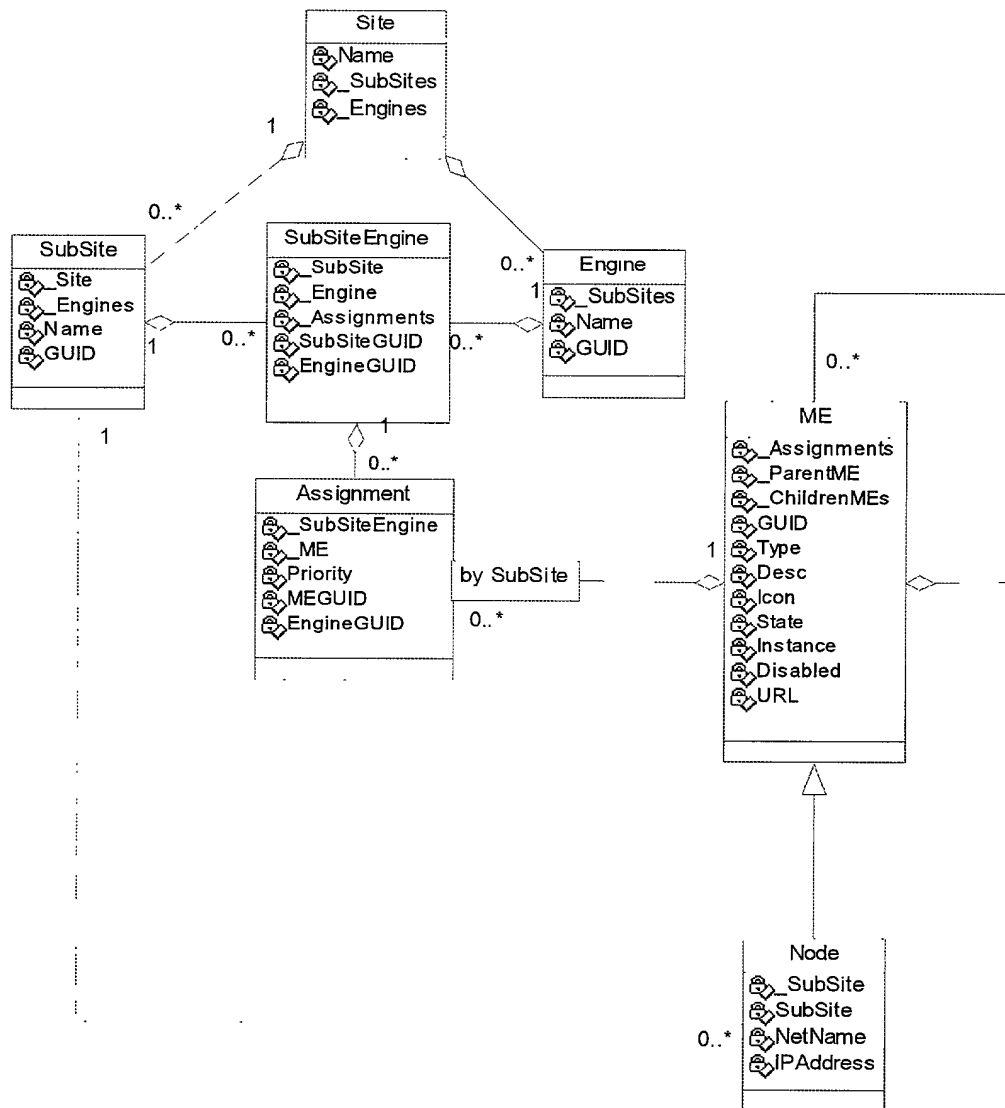 Site
Name
_SubSites
_Engines
1
0..*
SubSite
_Site
_Engines
Name
GUID
1
0..*
1
SubSiteEngine
_SubSite
_Engine
_Assignments
SubSiteGUID
EngineGUID
1
0..*
0..*
0..*
1
Engine
_SubSites
Name
GUID
Assignment
_SubSiteEngine
_ME
Priority
MEGUID
EngineGUID
by SubSite
0..*
1
0..*
ME
_Assignments
_ParentME
_ChildrenMEs
GUID
Type
Desc
Icon
State
Instance
Disabled
URL
Node
_SubSite
SubSite
NetName
IPAddress
0..*